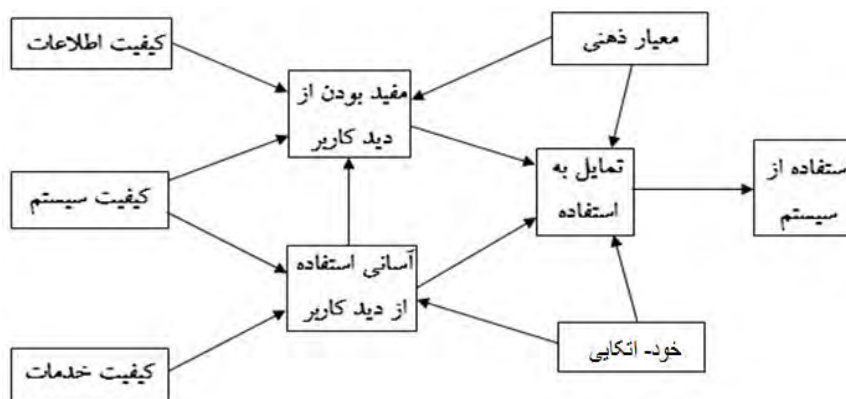 کیفیت اطلاعات
معیار ذهنی
مفید بودن از
دید کاربر
کیفیت سیستم
تمایل به
استفاده
ستفاده از
سیستم
آسانی استفاده
از دید کاربر
خود- اتکایی
کیفیت خدمات